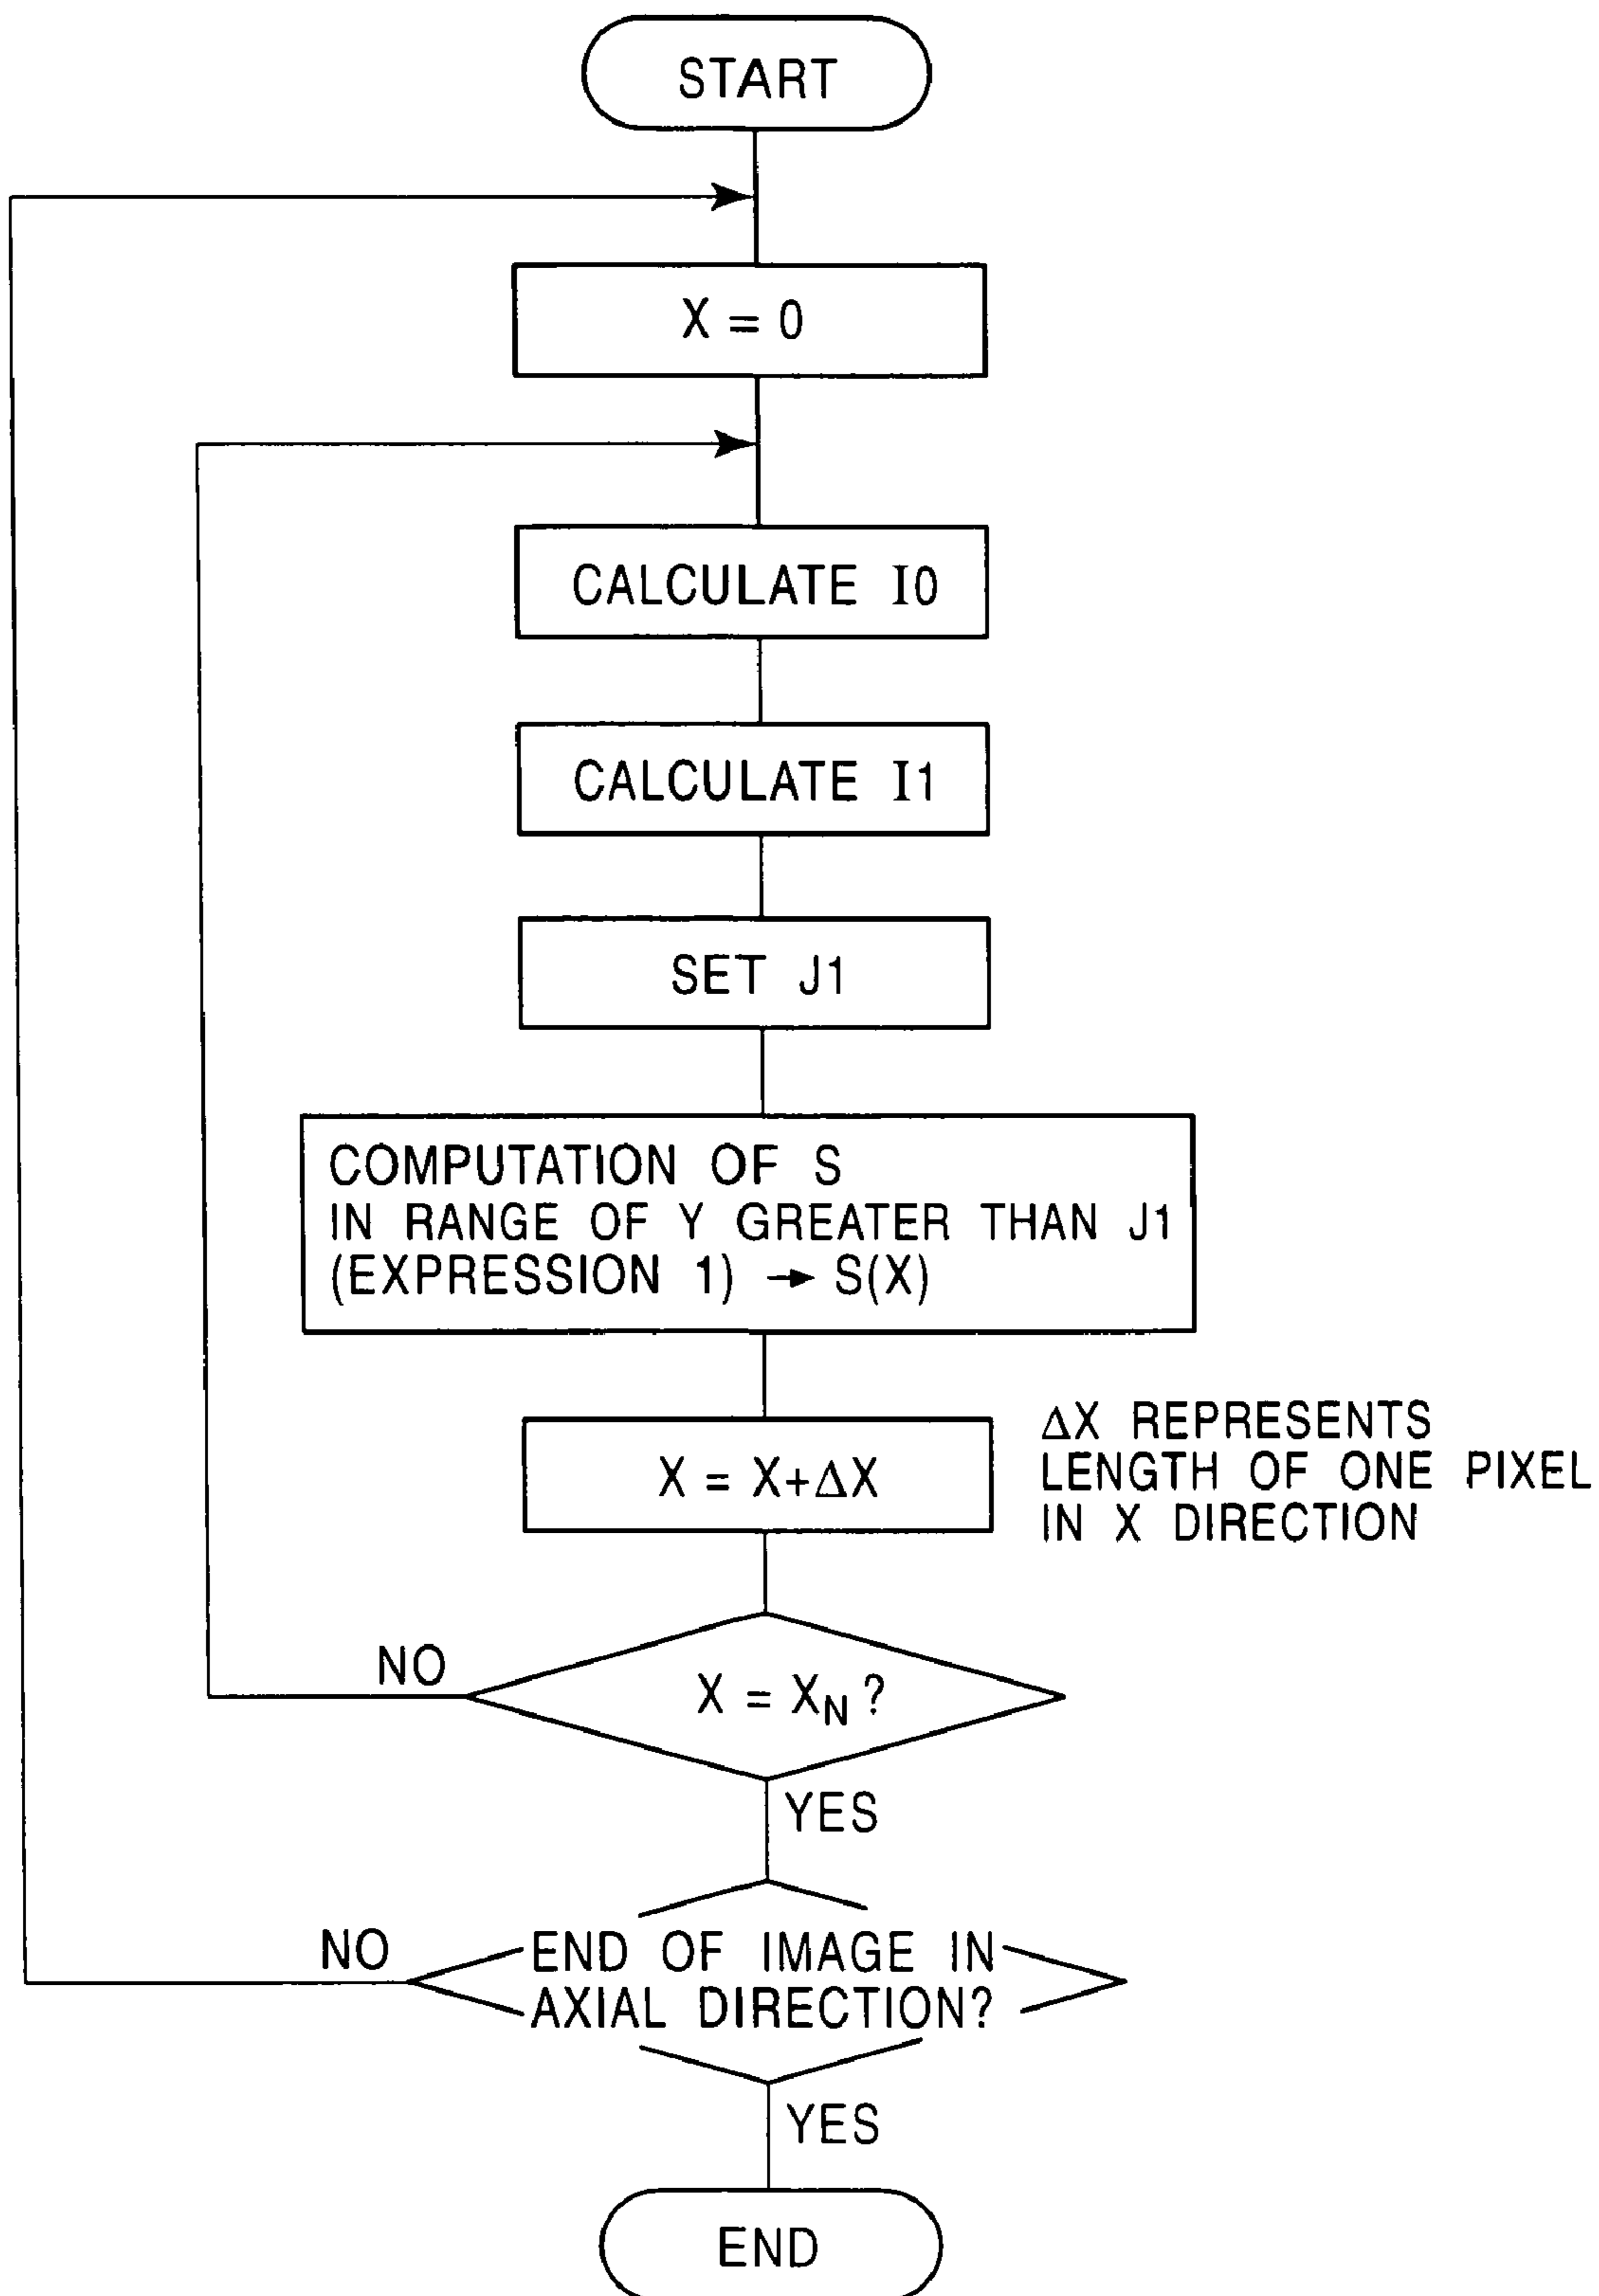 START
X = 0
CALCULATE I0
CALCULATE I1
SET J1
COMPUTATION OF S
IN RANGE OF Y GREATER THAN J1
(EXPRESSION 1) → S(X)
X = X+ΔX
ΔX REPRESENTS
LENGTH OF ONE PIXEL
IN X DIRECTION
NO
X = X_N ?
YES
NO
END OF IMAGE IN
AXIAL DIRECTION?
YES
END